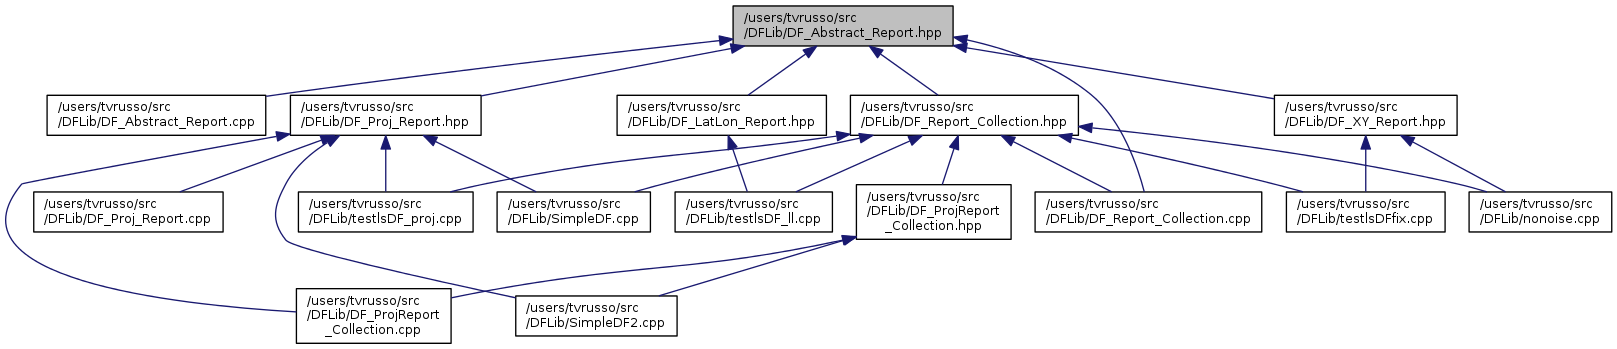 /users/tvrusso/src
/DFLib/DF_Abstract_Report.hpp
/users/tvrusso/src
/DFLib/DF_Abstract_Report.cpp
/users/tvrusso/src
/DFLib/DF_Proj_Report.hpp
/users/tvrusso/src
/DFLib/DF_LatLon_Report.hpp
/users/tvrusso/src
/DFLib/DF_Report_Collection.hpp
/users/tvrusso/src
/DFLib/DF_XY_Report.hpp
/users/tvrusso/src
/DFLib/DF_Proj_Report.cpp
/users/tvrusso/src
/DFLib/testlsDF_proj.cpp
/users/tvrusso/src
/DFLib/SimpleDF.cpp
/users/tvrusso/src
/DFLib/testlsDF_ll.cpp
/users/tvrusso/src
/DFLib/DF_ProjReport
_Collection.hpp
/users/tvrusso/src
/DFLib/DF_Report_Collection.cpp
/users/tvrusso/src
/DFLib/testlsDFfix.cpp
/users/tvrusso/src
/DFLib/nonoise.cpp
/users/tvrusso/src
/DFLib/DF_ProjReport
_Collection.cpp
/users/tvrusso/src
/DFLib/SimpleDF2.cpp